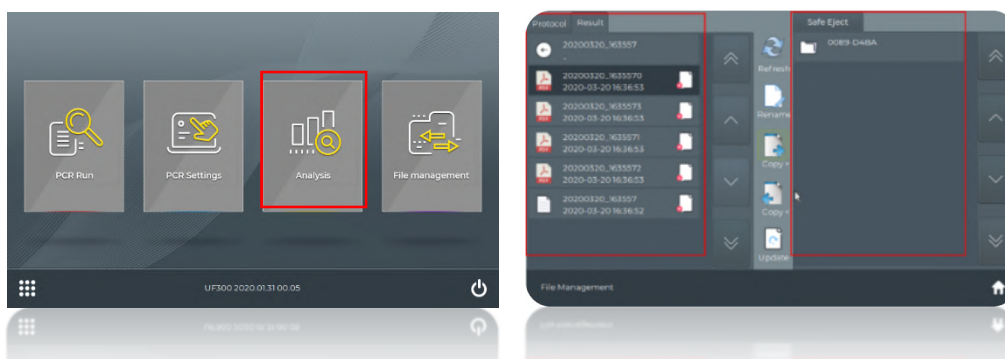 PCR Run
PCR Settings
Analysis
File management
UF300 2020.01.31 00:05
Protocol
Result
20200320_163557
-
20200320_1635570
2020-03-20 16:36:53
20200320_1635573
2020-03-20 16:36:53
20200320_1635571
2020-03-20 16:36:53
20200320_1635572
2020-03-20 16:36:53
20200320_163557
2020-03-20 16:36:52
Refresh
Rename
Copy
Copy
Update
Safe Eject
0089-D4BA
File Management